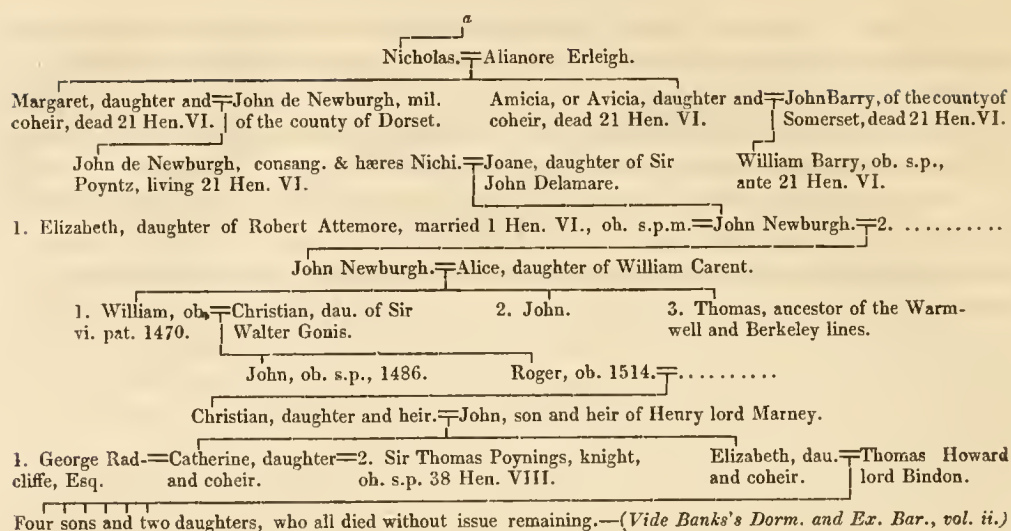 a
Nicholas.=Alianore Erleigh.
Margaret, daughter and=John de Newburgh, mil. Amicia, or Avicia, daughter and=John Barry, of the county of
coheir, dead 21 Hen. VI. of the county of Dorset. coheir, dead 21 Hen. VI. Somerset, dead 21 Hen. VI.
John de Newburgh, consang. & hæres Nichi.=Joane, daughter of Sir William Barry, ob. s.p.,
Poyntz, living 21 Hen. VI. John Delamare. ante 21 Hen. VI.
1. Elizabeth, daughter of Robert Attemore, married 1 Hen. VI., ob. s.p.m.=John Newburgh.=2. ..........
John Newburgh.=Alice, daughter of William Carent.
1. William, ob.=Christian, dau. of Sir 2. John. 3. Thomas, ancestor of the Warm-
vi. pat. 1470. Walter Gonis. well and Berkeley lines.
John, ob. s.p., 1486. Roger, ob. 1514.=..........
Christian, daughter and heir.=John, son and heir of Henry lord Marney.
1. George Rad-=Catherine, daughter=2. Sir Thomas Poynings, knight, Elizabeth, dau.=Thomas Howard
cliffe, Esq. and coheir. ob. s.p. 38 Hen. VIII. and coheir. lord Bindon.
Four sons and two daughters, who all died without issue remaining.—(Vide Banks's Dorm. and Ex. Bar., vol. ii.)